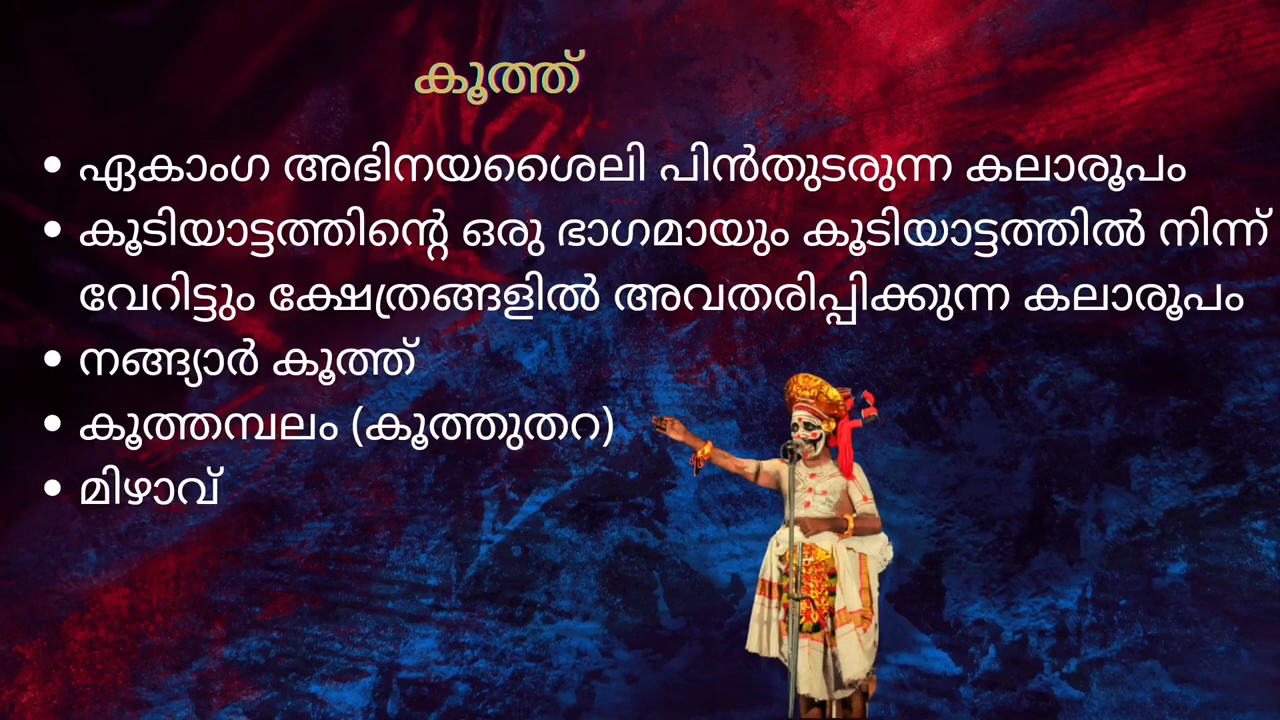 കൂത്ത്
• ഏകാംഗ അഭിനയശൈലി പിൻതുടരുന്ന കലാരൂപം
• കൂടിയാട്ടത്തിന്റെ ഒരു ഭാഗമായും കൂടിയാട്ടത്തിൽ നിന്ന്
വേറിട്ടും ക്ഷേത്രങ്ങളിൽ അവതരിപ്പിക്കുന്ന കലാരൂപം
• നങ്ങ്യാർ കൂത്ത്
• കൂത്തമ്പലം (കൂത്തുതറ)
• മിഴാവ്